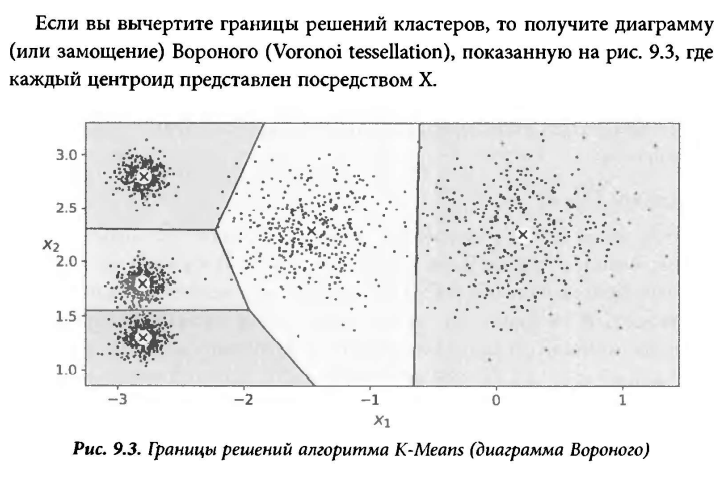 Если вы вычертите границы решений кластеров, то получите диаграмму
(или замощение) Вороного (Voronoi tessellation), показанную на рис. 9.3, где
каждый центроид представлен посредством X.
3.0
2.5
x₂
2.0
1.5
1.0
−3 −2 −1 0 1
x₁
Рис. 9.3. Границы решений алгоритма K-Means (диаграмма Вороного)